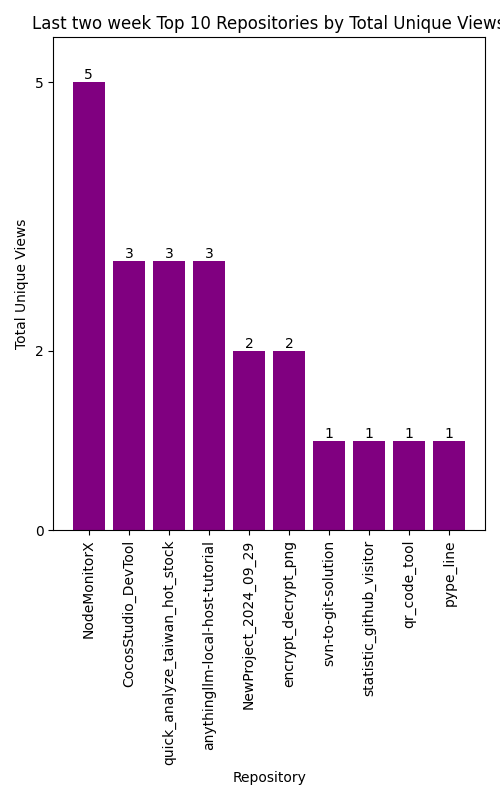 Last two week Top 10 Repositories by Total Unique Views
5
5
3
3
3
2
2
2
1
1
1
1
0
Total Unique Views
NodeMonitorX
CocosStudio_DevTool
quick_analyze_taiwan_hot_stock
anythingllm-local-host-tutorial
NewProject_2024_09_29
encrypt_decrypt_png
svn-to-git-solution
statistic_github_visitor
qr_code_tool
pype_line
Repository